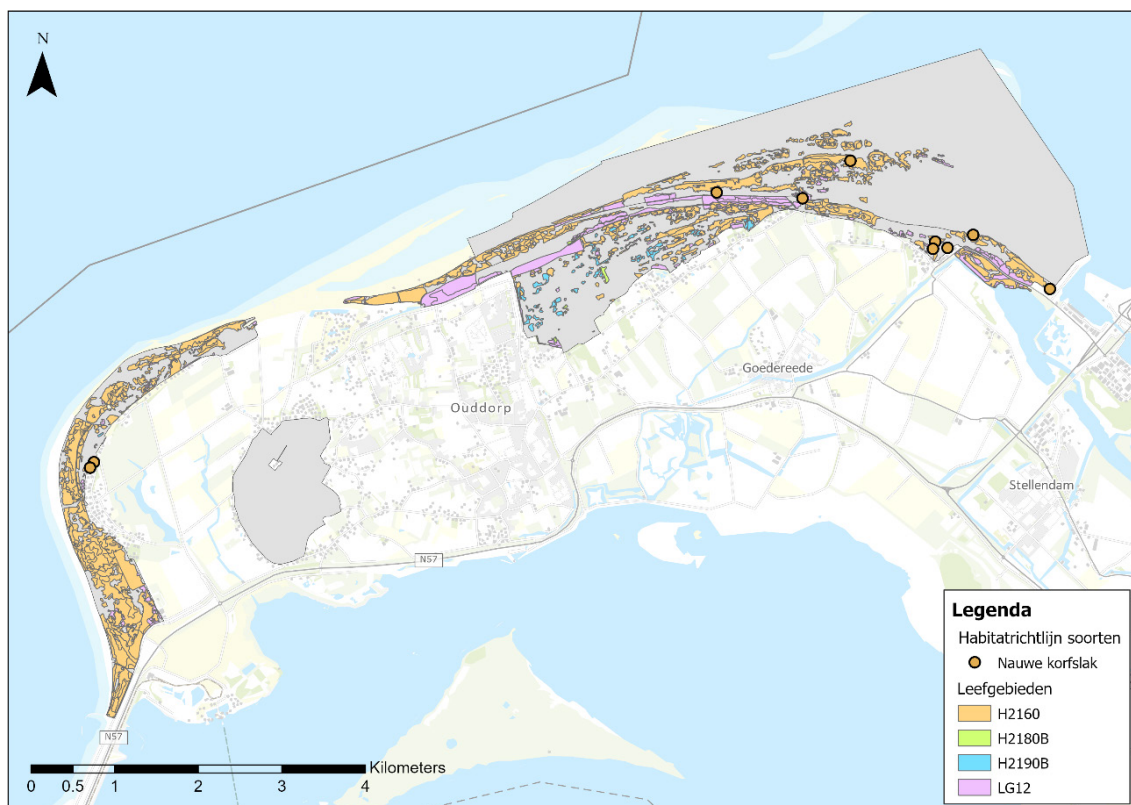 N
Ouddorp
Goedereede
Stellendam
N57
N57
Kilometers
0 0.5 1 2 3 4
Legenda
Habitatrichtlijn soorten
Nauwe korfslak
Leefgebieden
H2160
H2180B
H2190B
LG12